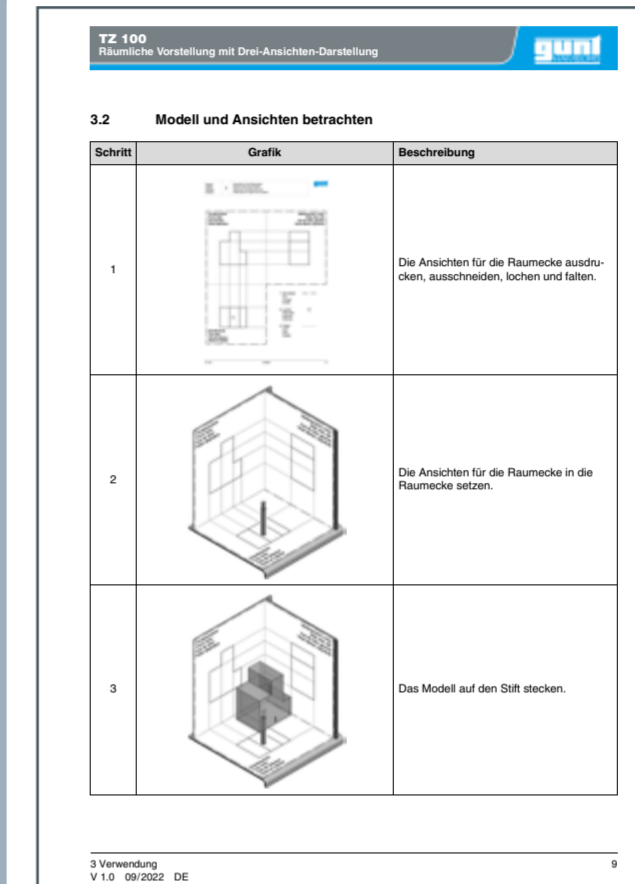 TZ 100
Räumliche Vorstellung mit Drei-Ansichten-Darstellung
gunt
HAMBURG
3.2 Modell und Ansichten betrachten
Schritt Grafik Beschreibung
1
Die Ansichten für die Raumecke ausdru-
cken, ausschneiden, lochen und falten.
2
Die Ansichten für die Raumecke in die
Raumecke setzen.
3
Das Modell auf den Stift stecken.
3 Verwendung 9
V 1.0 09/2022 DE